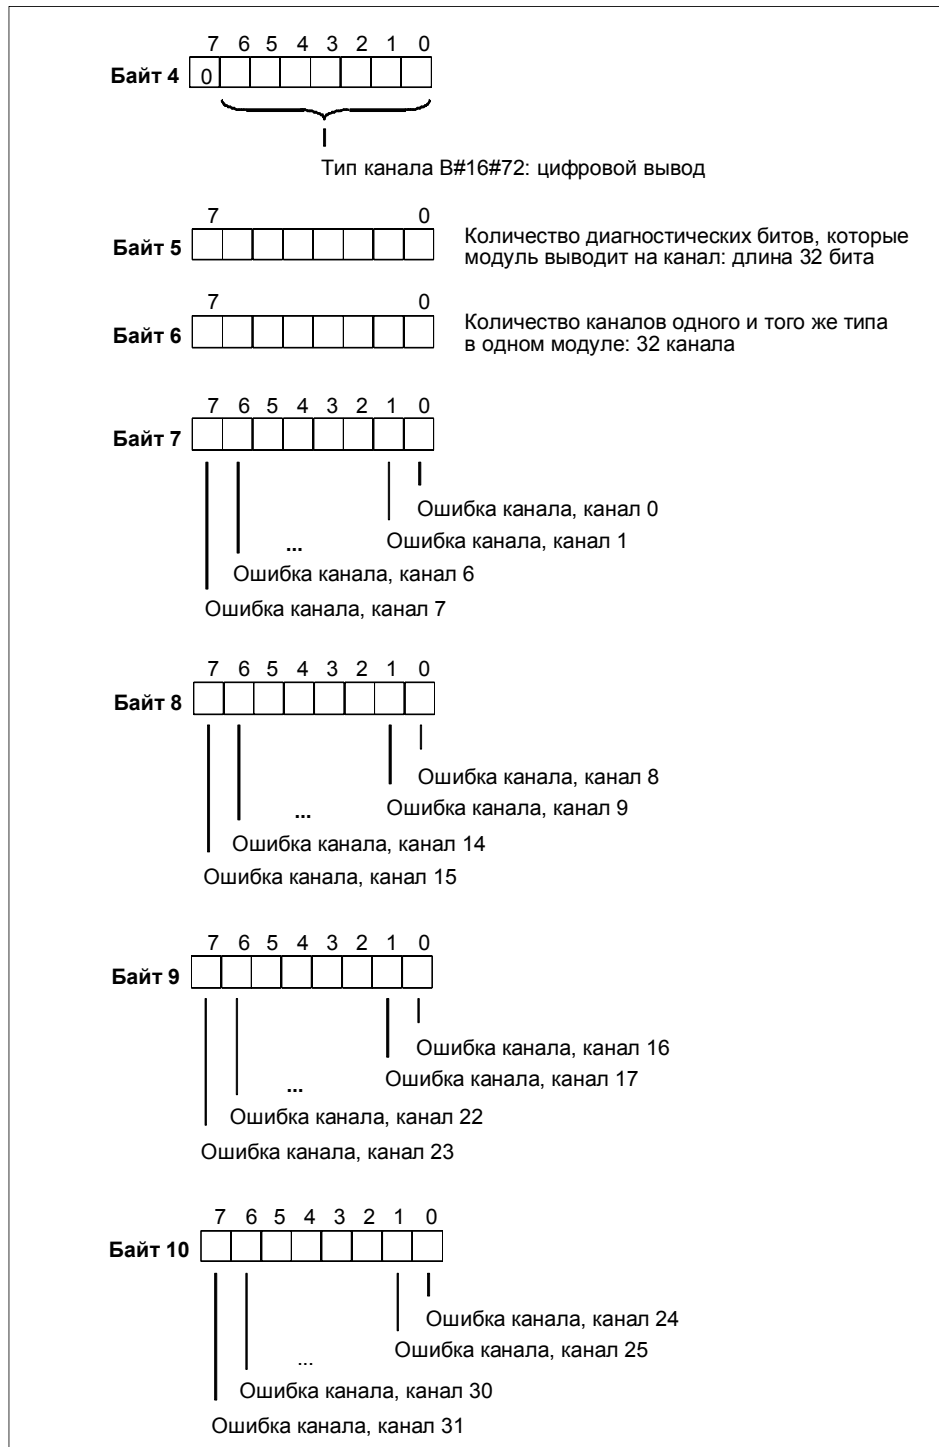 7 6 5 4 3 2 1 0
Байт 4 0
Тип канала B#16#72: цифровой вывод
7 0
Байт 5
Количество диагностических битов, которые
модуль выводит на канал: длина 32 бита
7 0
Байт 6
Количество каналов одного и того же типа
в одном модуле: 32 канала
7 6 5 4 3 2 1 0
Байт 7
Ошибка канала, канал 0
... Ошибка канала, канал 1
Ошибка канала, канал 6
Ошибка канала, канал 7
7 6 5 4 3 2 1 0
Байт 8
Ошибка канала, канал 8
... Ошибка канала, канал 9
Ошибка канала, канал 14
Ошибка канала, канал 15
7 6 5 4 3 2 1 0
Байт 9
Ошибка канала, канал 16
... Ошибка канала, канал 17
Ошибка канала, канал 22
Ошибка канала, канал 23
7 6 5 4 3 2 1 0
Байт 10
Ошибка канала, канал 24
... Ошибка канала, канал 25
Ошибка канала, канал 30
Ошибка канала, канал 31